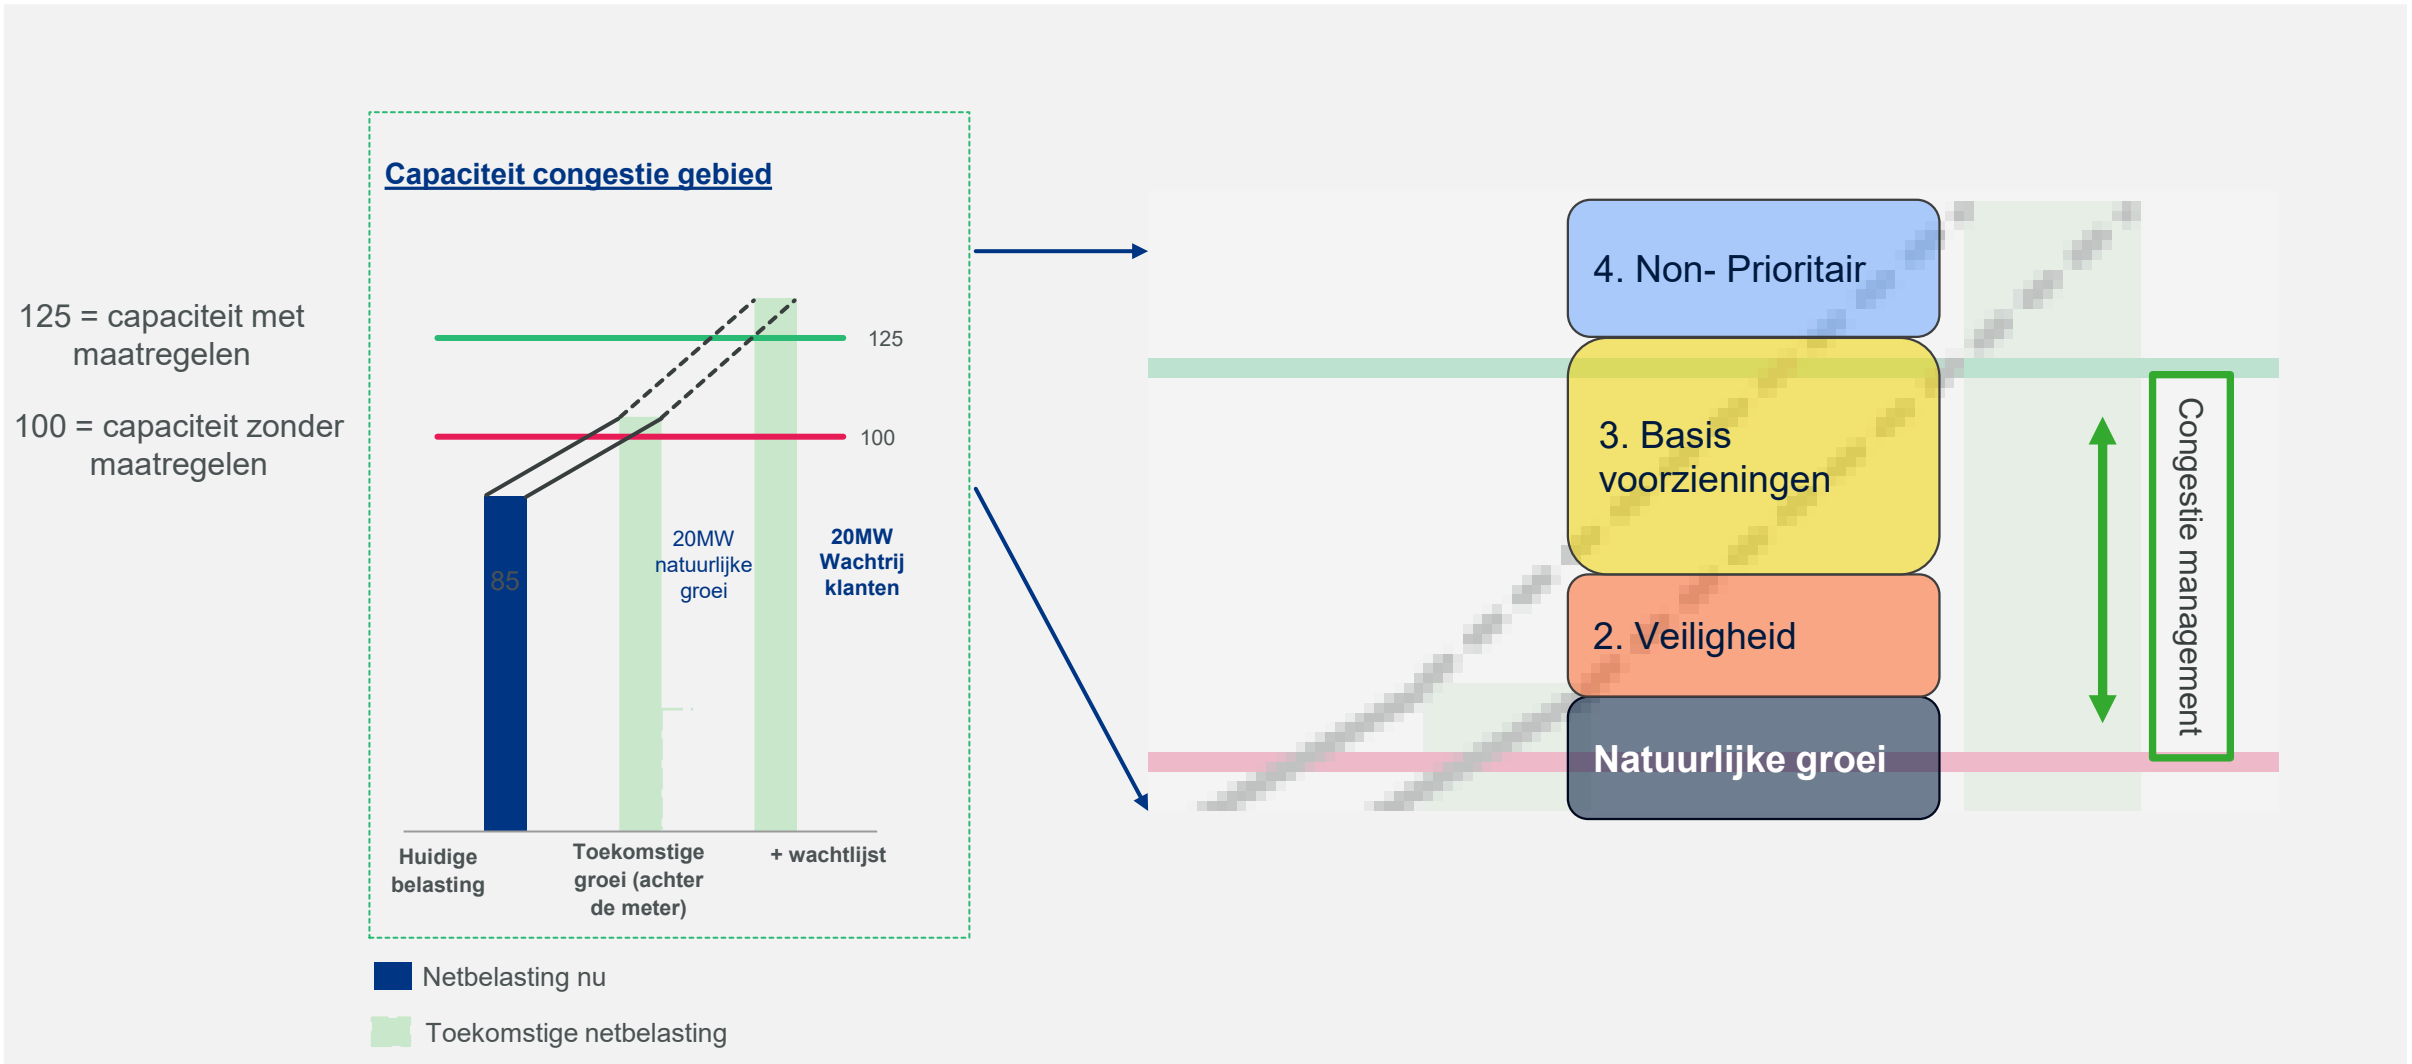 Capaciteit congestie gebied
125 = capaciteit met
maatregelen
100 = capaciteit zonder
maatregelen
125
100
85
20MW
natuurlijke
groei
20MW
Wachtrij
klanten
Huidige
belasting
Toekomstige
groei (achter
de meter)
+ wachtlijst
Netbelasting nu
Toekomstige netbelasting
4. Non- Prioritair
3. Basis
voorzieningen
2. Veiligheid
Natuurlijke groei
Congestie management